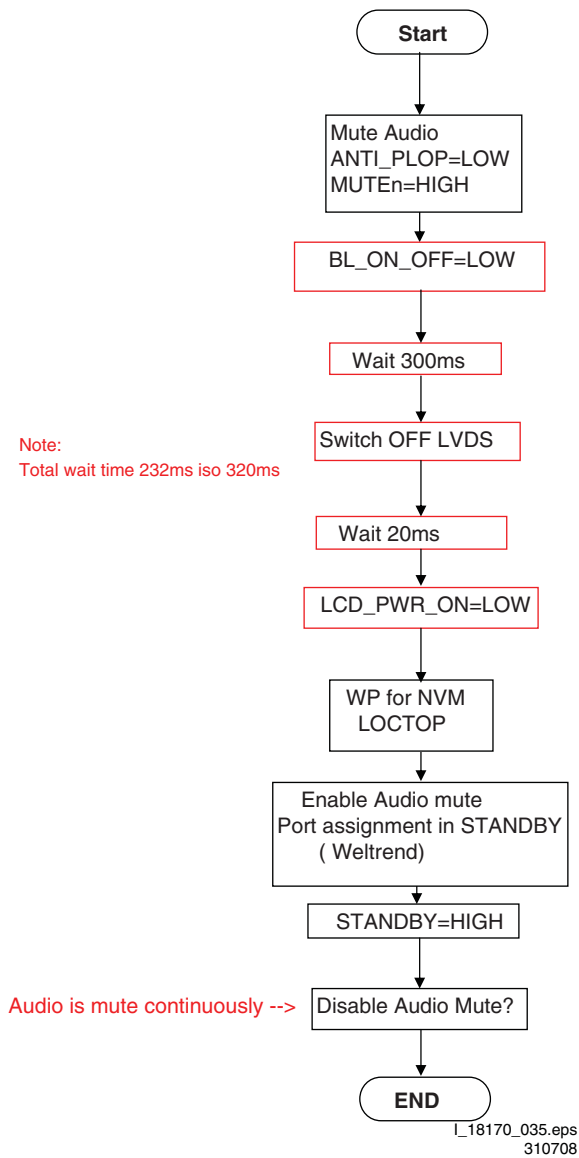 Start
Mute Audio
ANTI_PLOP=LOW
MUTEn=HIGH
BL_ON_OFF=LOW
Wait 300ms
Switch OFF LVDS
Note:
Total wait time 232ms iso 320ms
Wait 20ms
LCD_PWR_ON=LOW
WP for NVM
LOCTOP
Enable Audio mute
Port assignment in STANDBY
( Weltrend)
STANDBY=HIGH
Audio is mute continuously -->
Disable Audio Mute?
END
I_18170_035.eps
310708